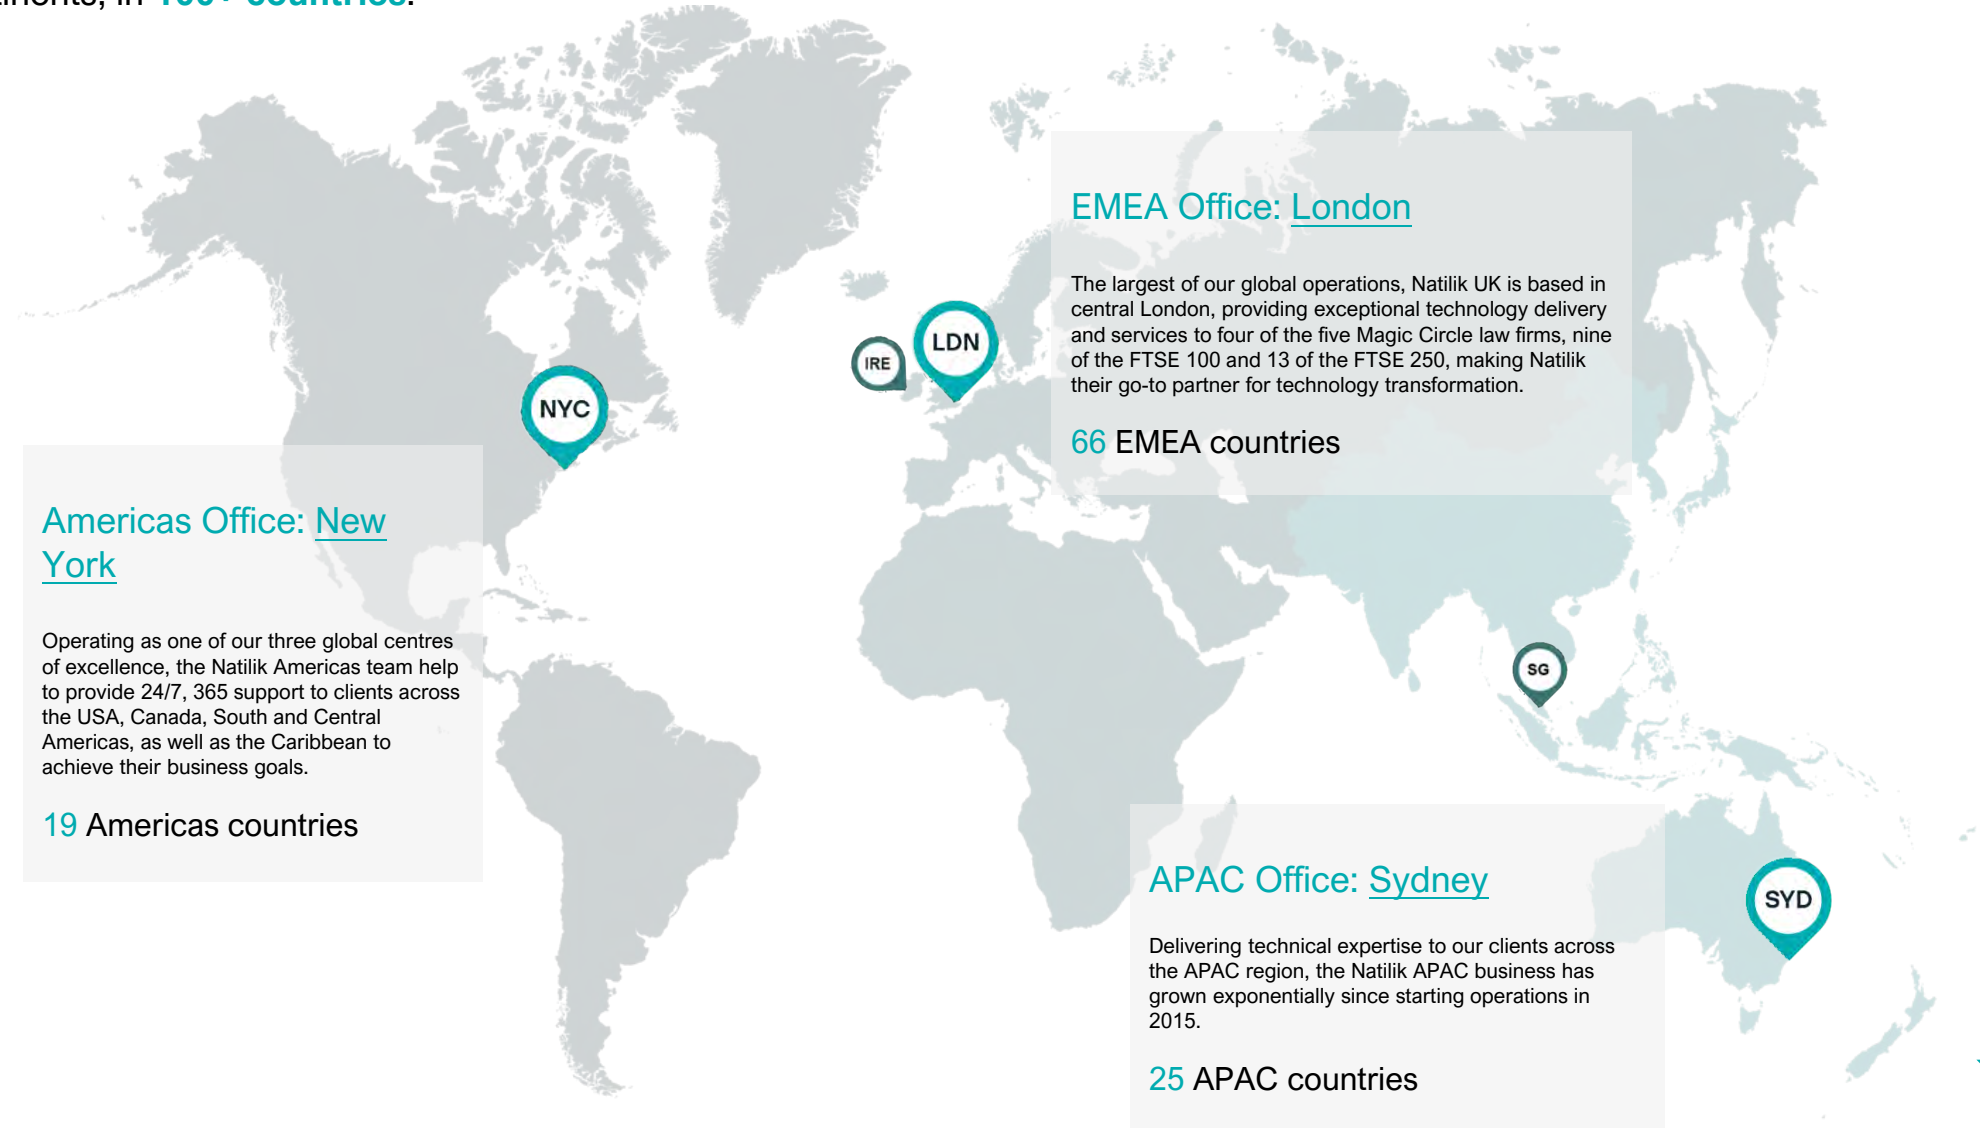 in 100+ countries.
EMEA Office: London
The largest of our global operations, Natilik UK is based in
central London, providing exceptional technology delivery
and services to four of the five Magic Circle law firms, nine
of the FTSE 100 and 13 of the FTSE 250, making Natilik
their go-to partner for technology transformation.
66 EMEA countries
LDN
IRE
NYC
Americas Office: New
York
Operating as one of our three global centres
of excellence, the Natilik Americas team help
to provide 24/7, 365 support to clients across
the USA, Canada, South and Central
Americas, as well as the Caribbean to
achieve their business goals.
19 Americas countries
SG
APAC Office: Sydney
Delivering technical expertise to our clients across
the APAC region, the Natilik APAC business has
grown exponentially since starting operations in
2015.
25 APAC countries
SYD